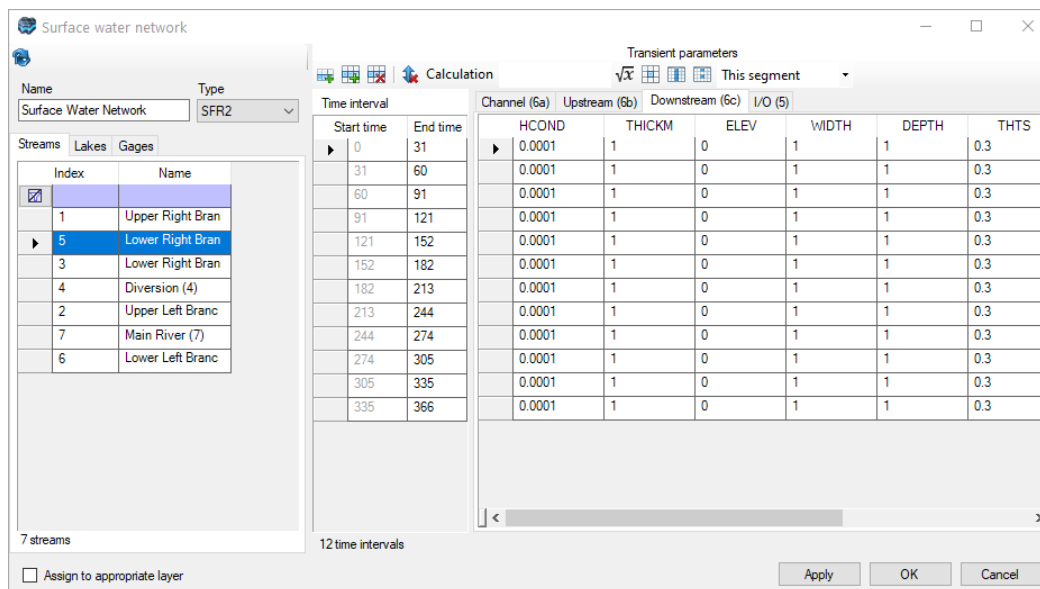 Surface water network
Transient parameters
Calculation √x This segment
Name Type
Surface Water Network SFR2
Time interval
Channel (6a) Upstream (6b) Downstream (6c) I/O (5)
Streams Lakes Gages
Start time End time
HCOND THICKM ELEV WIDTH DEPTH THTS
Index Name
1 Upper Right Bran
5 Lower Right Bran
3 Lower Right Bran
4 Diversion (4)
2 Upper Left Branc
7 Main River (7)
6 Lower Left Branc
0 31 0.0001 1 0 1 1 0.3
31 60 0.0001 1 0 1 1 0.3
60 91 0.0001 1 0 1 1 0.3
91 121 0.0001 1 0 1 1 0.3
121 152 0.0001 1 0 1 1 0.3
152 182 0.0001 1 0 1 1 0.3
182 213 0.0001 1 0 1 1 0.3
213 244 0.0001 1 0 1 1 0.3
244 274 0.0001 1 0 1 1 0.3
274 305 0.0001 1 0 1 1 0.3
305 335 0.0001 1 0 1 1 0.3
335 366 0.0001 1 0 1 1 0.3
7 streams
12 time intervals
Assign to appropriate layer
Apply OK Cancel